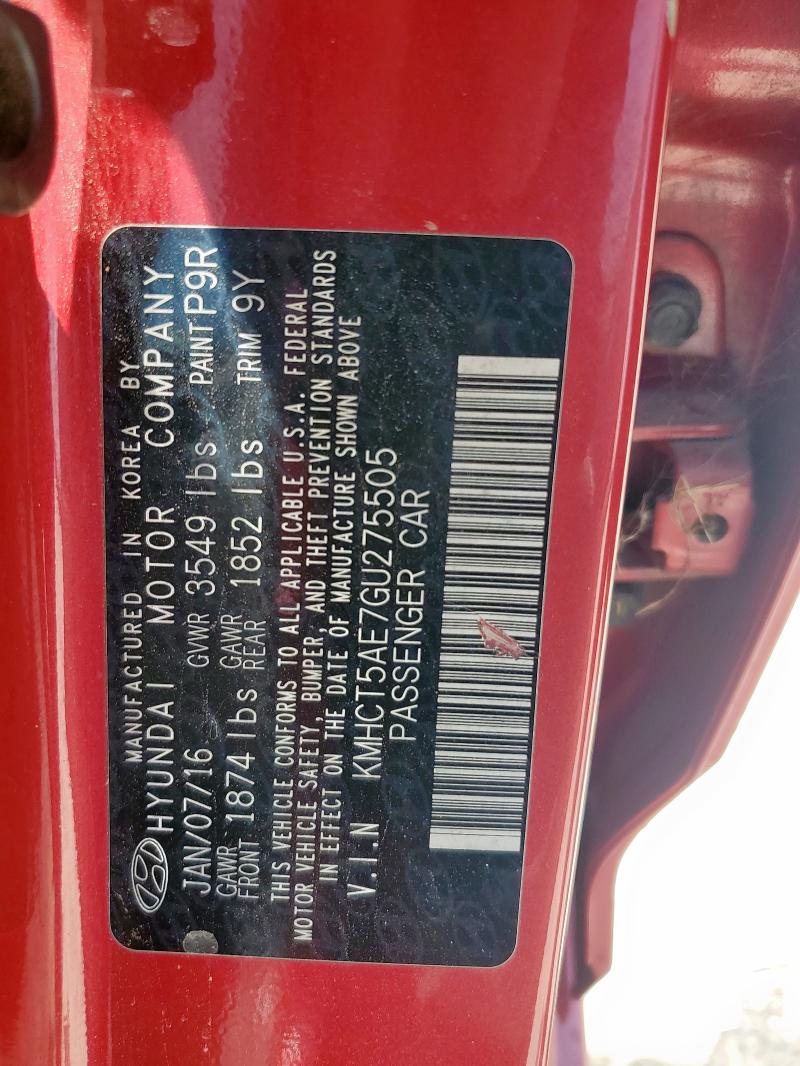 MANUFACTURED IN KOREA BY
HYUNDAI MOTOR COMPANY
JAN/07/16 GVWR 3549 lbs PAINT P9R
GAWR FRONT 1874 lbs GAWR REAR 1852 lbs TRIM 9Y
THIS VEHICLE CONFORMS TO ALL APPLICABLE U.S.A. FEDERAL
MOTOR VEHICLE SAFETY, BUMPER, AND THEFT PREVENTION STANDARDS
IN EFFECT ON THE DATE OF MANUFACTURE SHOWN ABOVE
V.I.N KMHCT5AE7GU275505
PASSENGER CAR